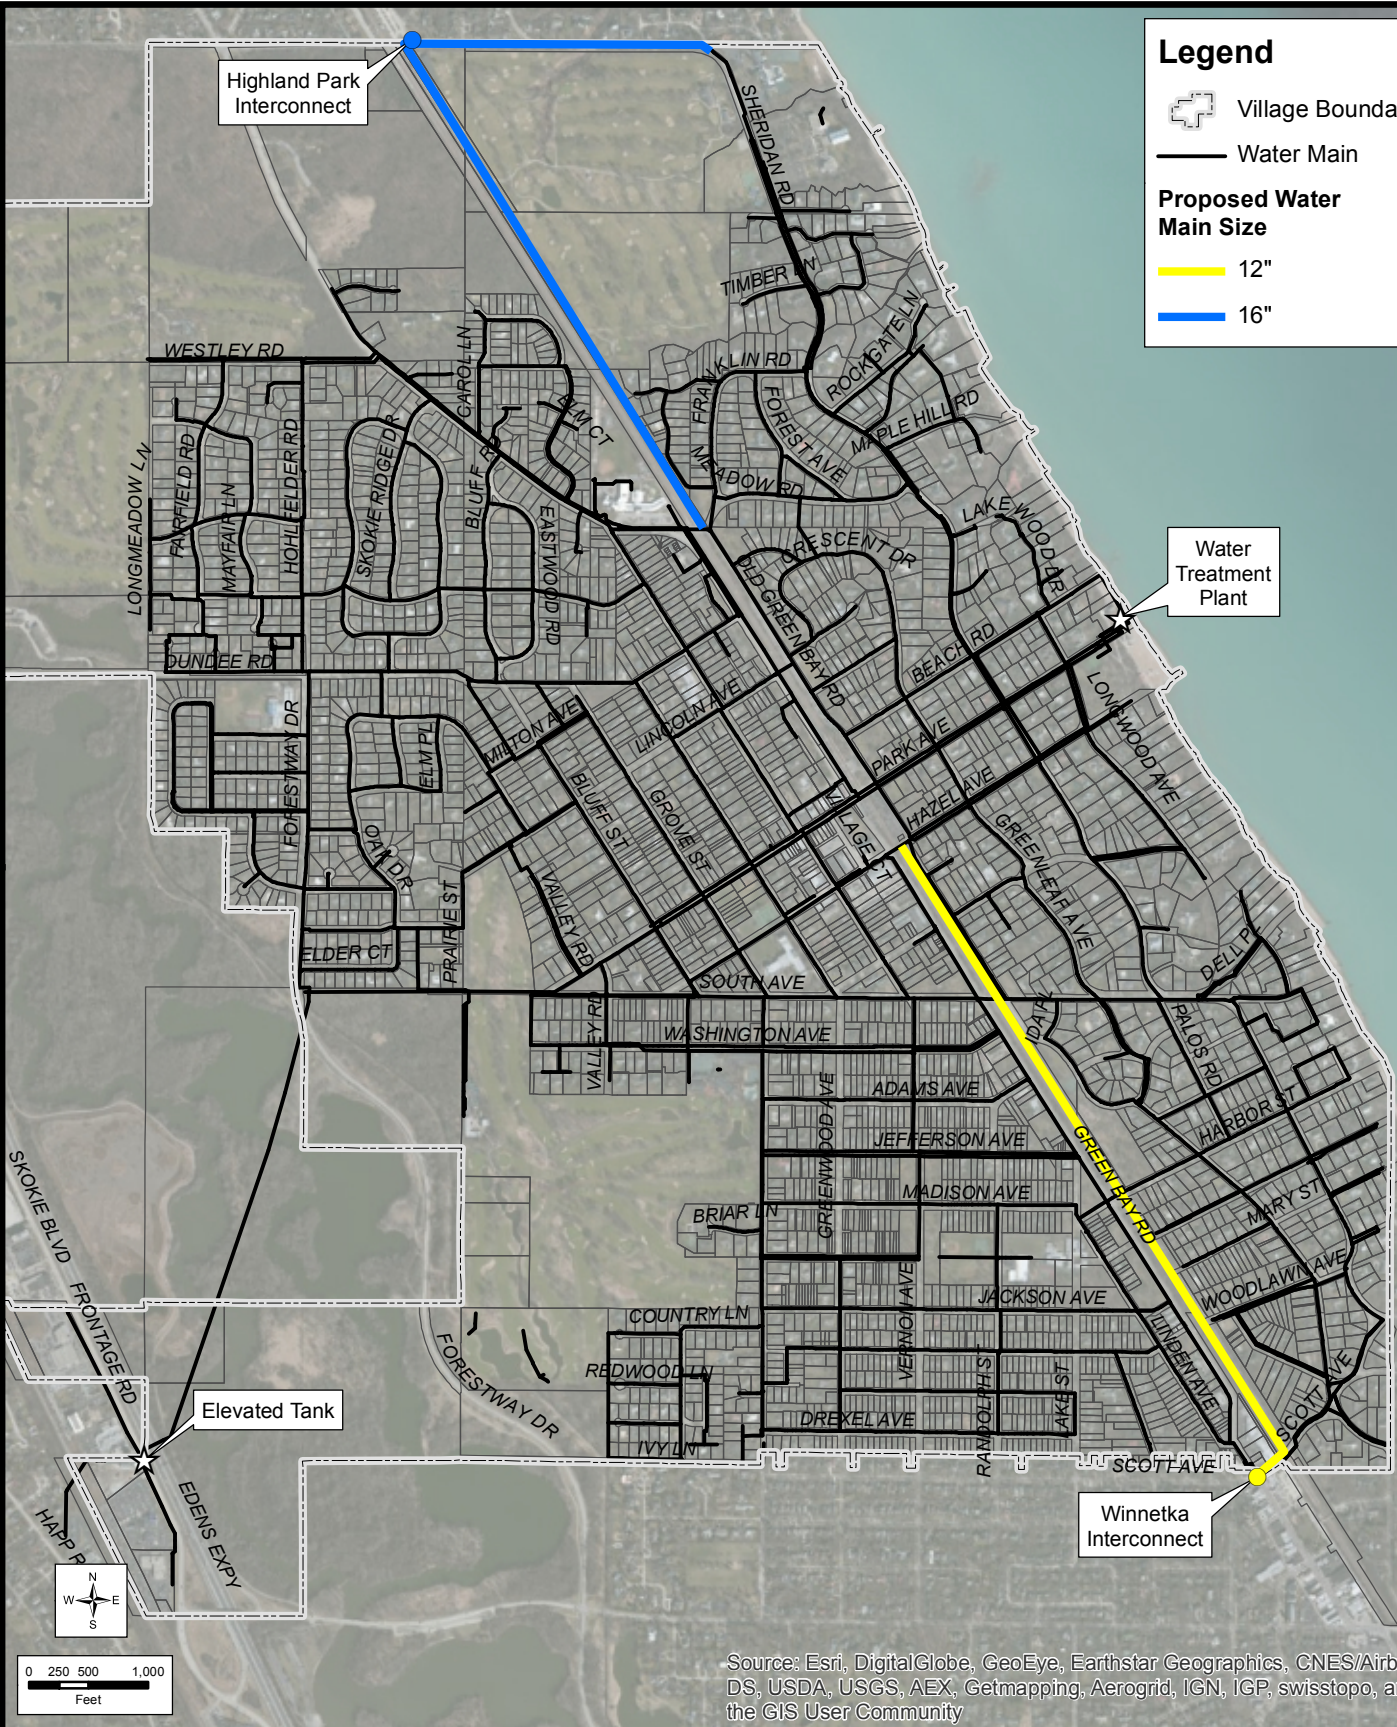 Legend
Village Bounda
Water Main
Proposed Water
Main Size
12"
16"
Highland Park
Interconnect
SHERIDAN RD
TIMBER LN
ROCKGATE LN
WESTLEY RD
CAROL LN
FRANKLIN RD
ELM CT
FOREST AVE
MAPLE HILL RD
LONGMEADOW LN
FAIRFIELD RD
MAYFAIR LN
HOHFELDER RD
SKOKIE RIDGE DR
BLUFF RD
EASTWOOD RD
MEADOW RD
LAKEWOOD DR
CRESCENT DR
OLD GREEN BAY RD
Water
Treatment
Plant
BEACH RD
DUNDEE RD
LONGWOOD AVE
FORESTWAY DR
ELM PL
MILTON AVE
LINCOLN AVE
PARK AVE
HAZEL AVE
BLUFF ST
GROVE ST
VILLAGE CT
GREENLEAF AVE
OAK DR
PRAIRIE ST
VALLEY RD
ELDER CT
SOUTH AVE
DELL PL
VALLEY RD
WASHINGTON AVE
IDA PL
PALOS RD
ADAMS AVE
GREENWOOD AVE
JEFFERSON AVE
HARBOR ST
MADISON AVE
GREEN BAY RD
MARY ST
BRIAR LN
SKOKIE BLVD
FRONTAGE RD
WOODLAWN AVE
VERNON AVE
JACKSON AVE
COUNTRY LN
REDWOOD LN
LINDEN AVE
FORESTWAY DR
RANDOLPH ST
LAKE ST
DREXEL AVE
IVY LN
SCOTT AVE
SCOTT AVE
Elevated Tank
EDENS EXPY
HAPP R
Winnetka
Interconnect
N
W E
S
0 250 500 1,000
Feet
Source: Esri, DigitalGlobe, GeoEye, Earthstar Geographics, CNES/Airb
DS, USDA, USGS, AEX, Getmapping, Aerogrid, IGN, IGP, swisstopo, a
the GIS User Community